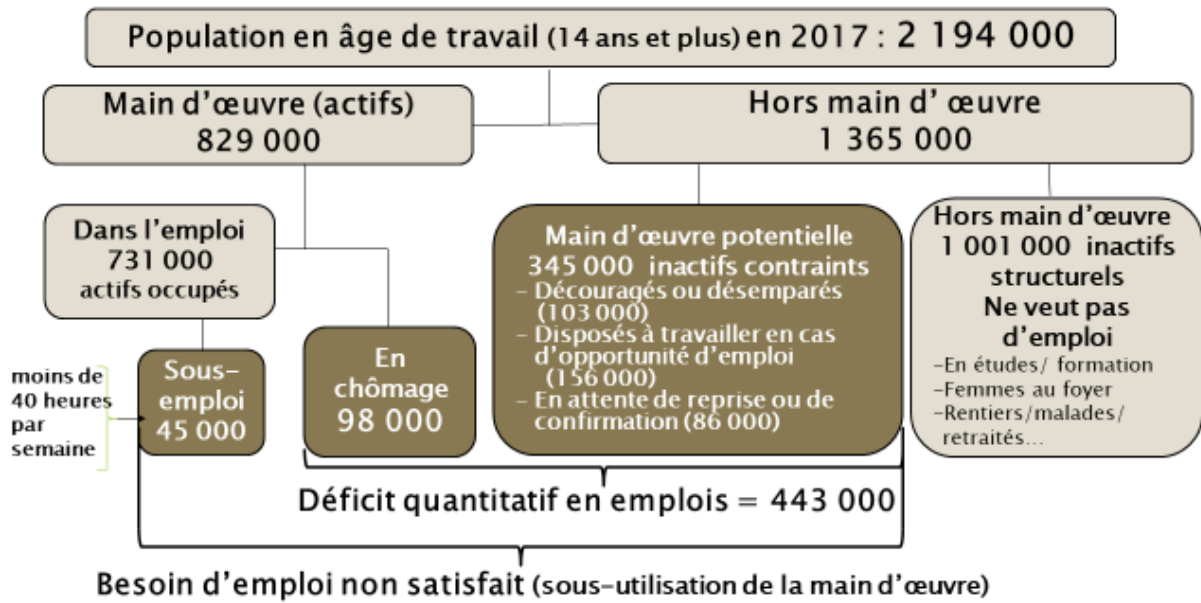 Population en âge de travail (14 ans et plus) en 2017 : 2 194 000
Main d'œuvre (actifs)
829 000
Hors main d' œuvre
1 365 000
Dans l'emploi
731 000
actifs occupés
Main d'œuvre potentielle
345 000 inactifs contraints
– Découragés ou désemparés
(103 000)
– Disposés à travailler en cas
d'opportunité d'emploi
(156 000)
– En attente de reprise ou de
confirmation (86 000)
Hors main d'œuvre
1 001 000 inactifs
structurels
Ne veut pas
d'emploi
–En études/ formation
–Femmes au foyer
–Rentiers/malades/
retraités...
moins de
40 heures
par
semaine
Sous–
emploi
45 000
En
chômage
98 000
Déficit quantitatif en emplois = 443 000
Besoin d'emploi non satisfait (sous–utilisation de la main d'œuvre)